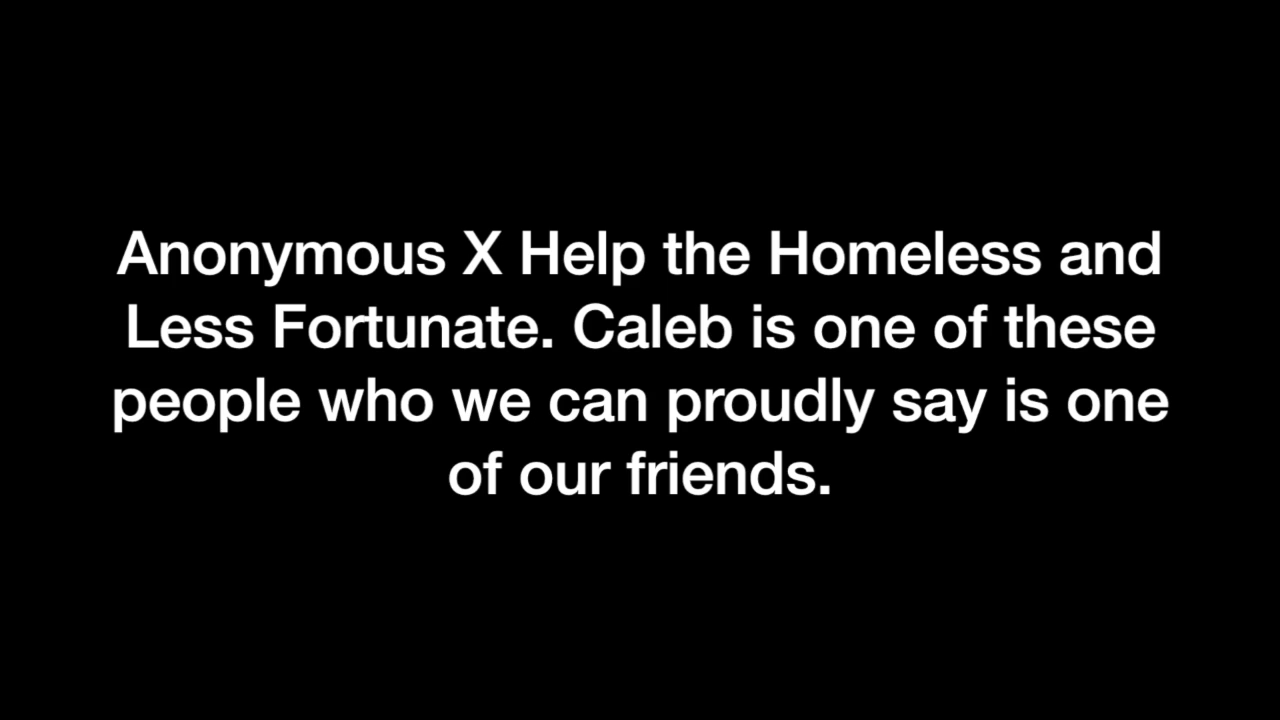 Anonymous X Help the Homeless and
Less Fortunate. Caleb is one of these
people who we can proudly say is one
of our friends.